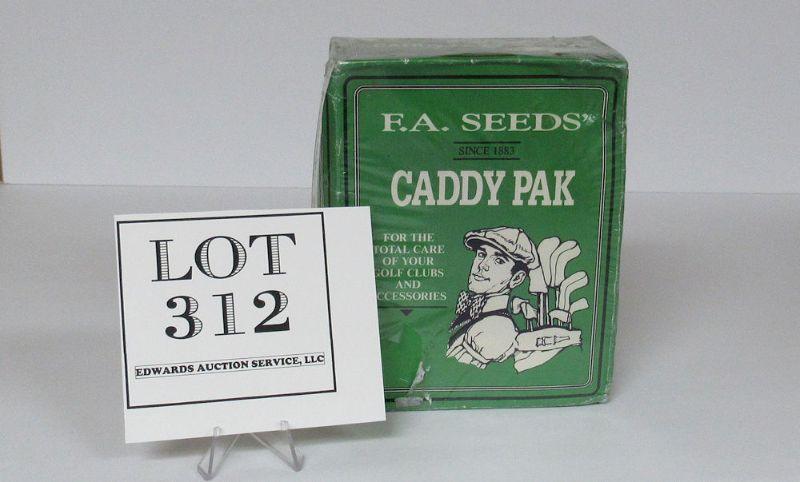 F.A. SEEDS'
SINCE 1883
CADDY PAK
FOR THE
TOTAL CARE
OF YOUR
GOLF CLUBS
AND
ACCESSORIES
LOT
312
EDWARDS AUCTION SERVICE, LLC